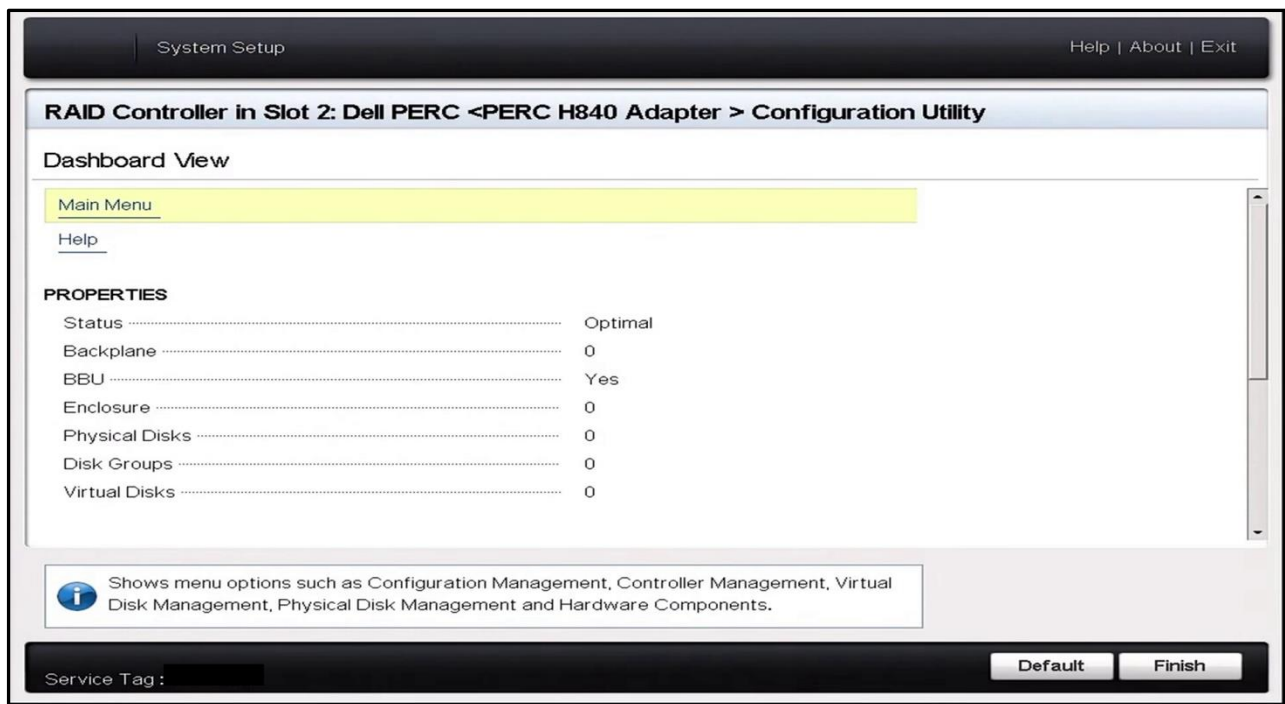 System Setup
Help | About | Exit
RAID Controller in Slot 2: Dell PERC <PERC H840 Adapter > Configuration Utility
Dashboard View
Main Menu
Help
PROPERTIES
Status Optimal
Backplane 0
BBU Yes
Enclosure 0
Physical Disks 0
Disk Groups 0
Virtual Disks 0
Shows menu options such as Configuration Management, Controller Management, Virtual
Disk Management, Physical Disk Management and Hardware Components.
Service Tag :
Default
Finish